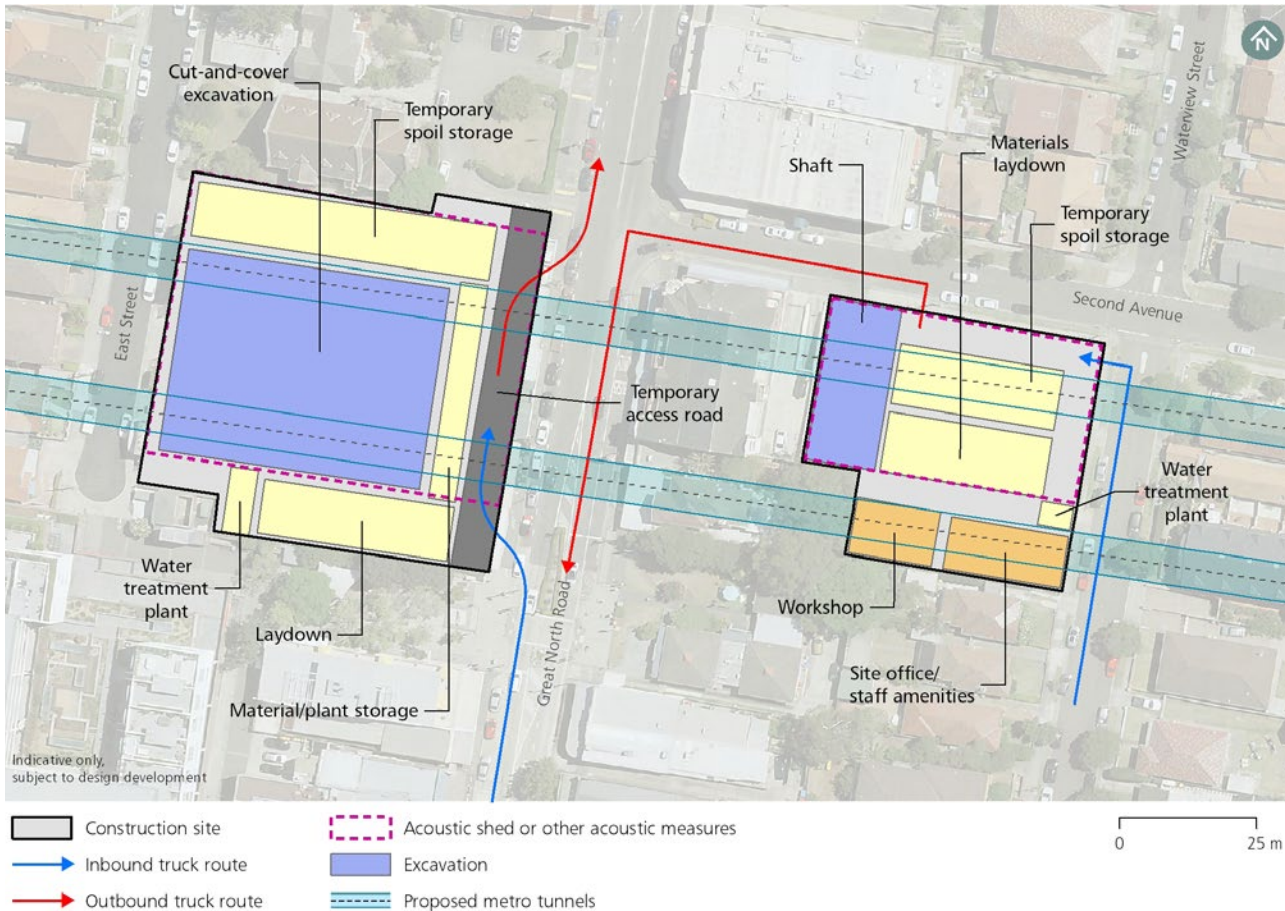 N
Cut-and-cover
excavation
Temporary
spoil storage
Shaft
Materials
laydown
Temporary
spoil storage
Waterview Street
Second Avenue
East Street
Temporary
access road
Water
treatment
plant
Water
treatment
plant
Laydown
Workshop
Great North Road
Site office/
staff amenities
Material/plant storage
Indicative only,
subject to design development
Construction site
Inbound truck route
Outbound truck route
Acoustic shed or other acoustic measures
Excavation
Proposed metro tunnels
0
25 m